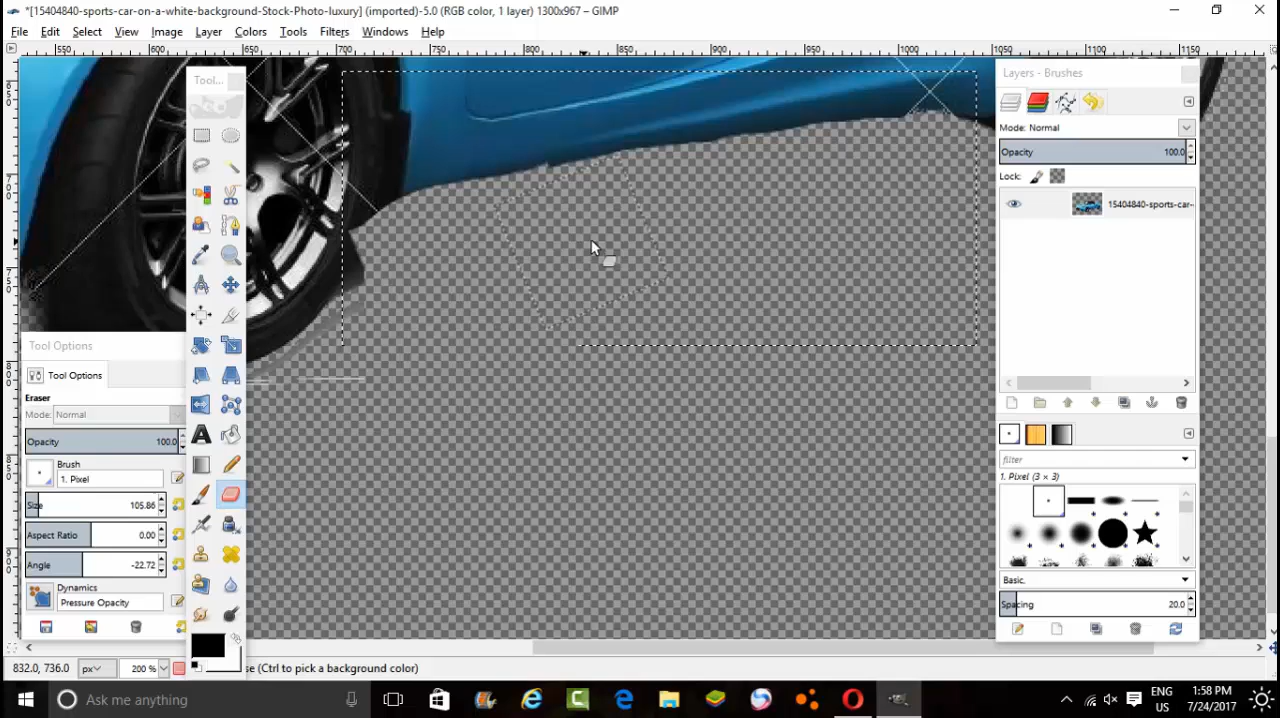 *[15404840-sports-car-on-a-white-background-Stock-Photo-luxury] (imported)-5.0 (RGB color, 1 layer) 1300x967 – GIMP
File Edit Select View Image Layer Colors Tools Filters Windows Help
550 600 650 700 750 800 850 900 950 1000 1050 1100 1150
Tool...
Layers - Brushes
Mode: Normal
Opacity 100.0
Lock:
15404840-sports-car-
Tool Options
Tool Options
Eraser
Mode: Normal
Opacity 100.0
Brush
1. Pixel
Size 105.86
Aspect Ratio 0.00
Angle -22.72
Dynamics
Pressure Opacity
filter
1. Pixel (3 × 3)
Basic,
Spacing 20.0
832.0, 736.0 px 200 % se (Ctrl to pick a background color)
Ask me anything
ENG
US
1:58 PM
7/24/2017